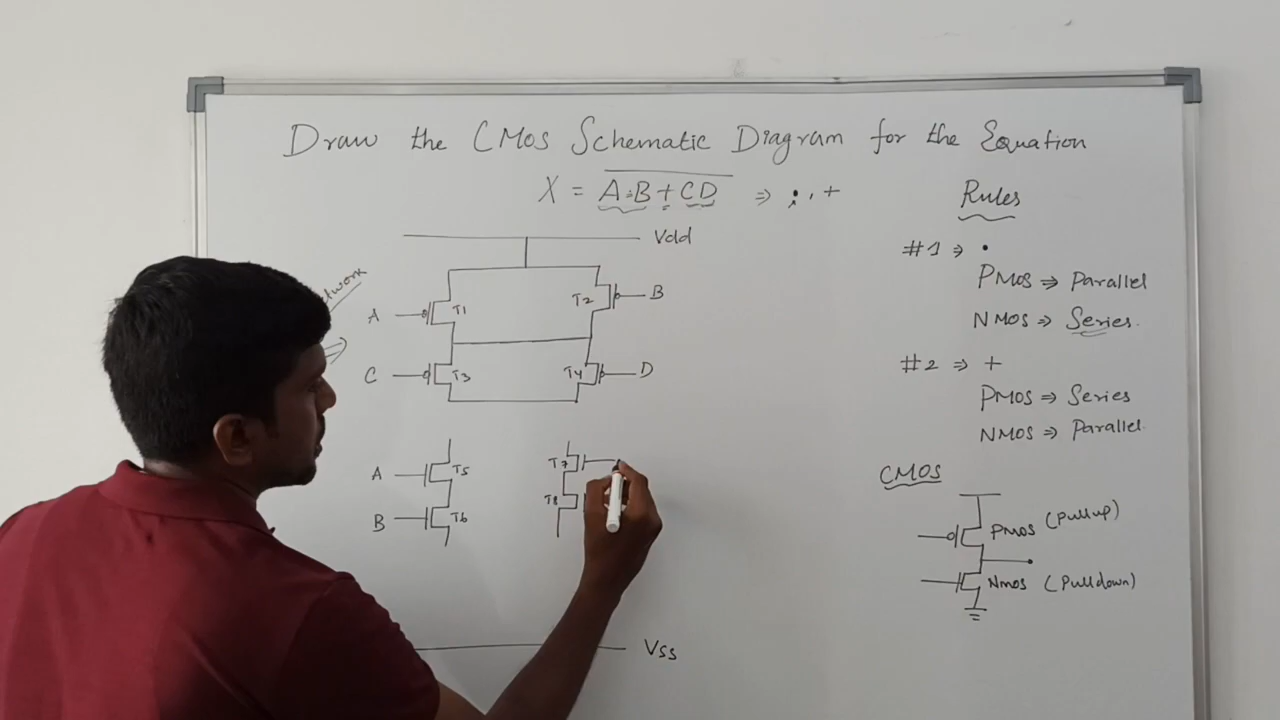 Draw the CMOS Schematic Diagram for the Equation
X = A·B + CD ⇒ ; , +
Vdd
A T1 T2 B
C T3 T4 D
A T5 T7
B T6 T8
Vss
Rules
#1 ⇒ •
PMOS ⇒ Parallel
NMOS ⇒ Series.
#2 ⇒ +
PMOS ⇒ Series
NMOS ⇒ Parallel.
CMOS
PMOS (Pullup)
Nmos (Pulldown)